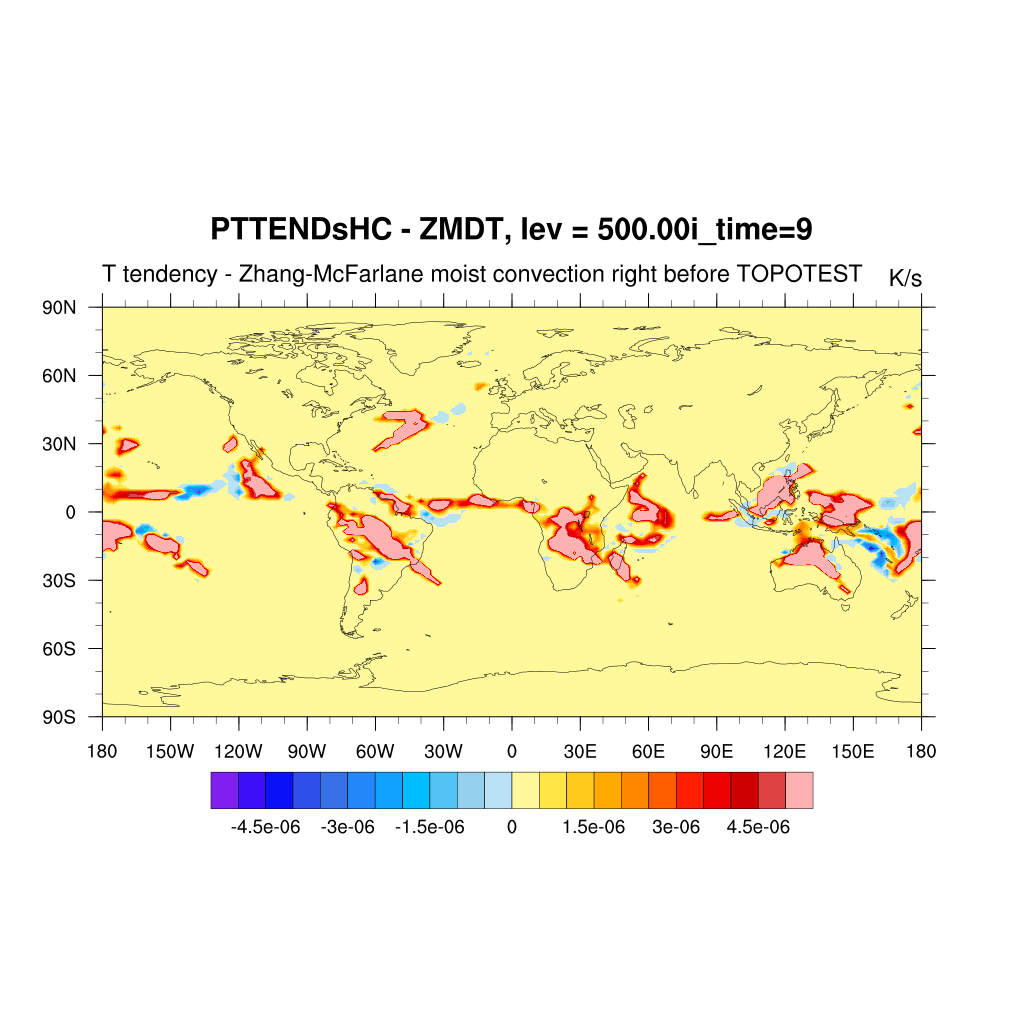 PTTENDsHC - ZMDT, lev = 500.00i_time=9
T tendency - Zhang-McFarlane moist convection right before TOPOTEST K/s
90N
60N
30N
0
30S
60S
90S
180 150W 120W 90W 60W 30W 0 30E 60E 90E 120E 150E 180
-4.5e-06 -3e-06 -1.5e-06 0 1.5e-06 3e-06 4.5e-06